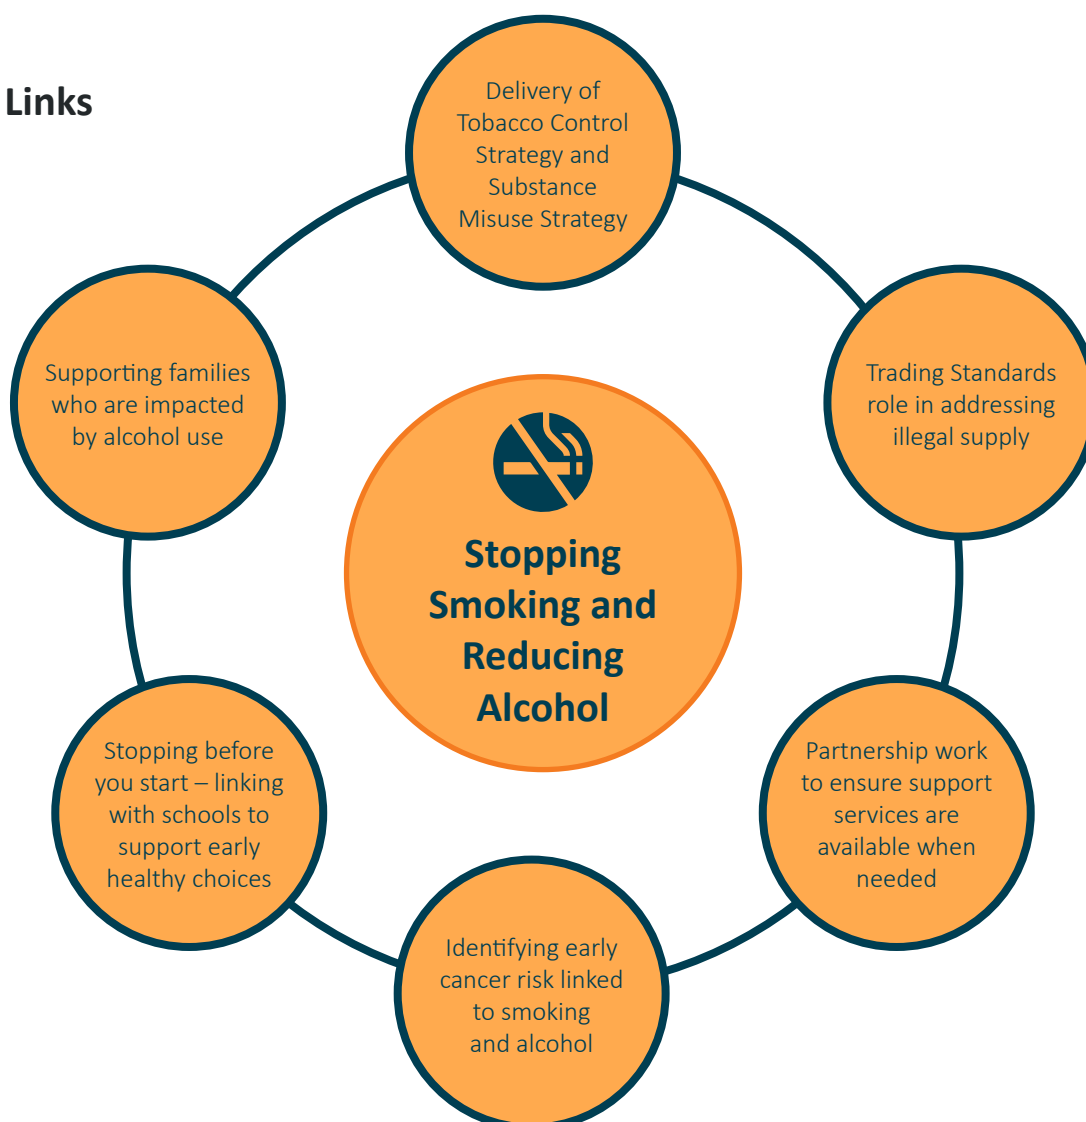 Links
Delivery of
Tobacco Control
Strategy and
Substance
Misuse Strategy
Supporting families
who are impacted
by alcohol use
Trading Standards
role in addressing
illegal supply
Stopping
Smoking and
Reducing
Alcohol
Stopping before
you start – linking
with schools to
support early
healthy choices
Partnership work
to ensure support
services are
available when
needed
Identifying early
cancer risk linked
to smoking
and alcohol